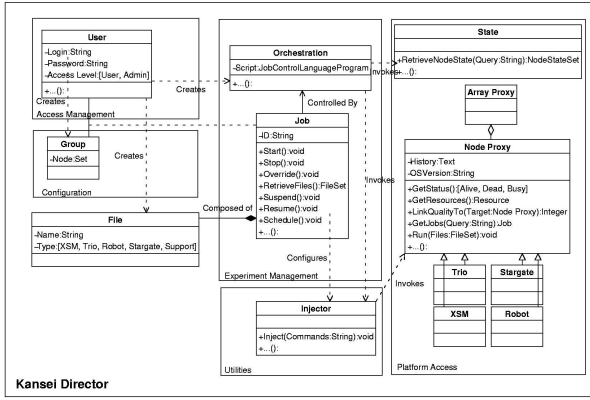 User
-Login:String
-Password:String
-Access Level:[User, Admin]
+...():
Creates
Access Management
Creates
Group
-Node:Set
Configuration
Creates
File
-Name:String
-Type:[XSM, Trio, Robot, Stargate, Support]
Orchestration
-Script:JobControlLanguageProgram
+...():
Invokes
Controlled By
Job
-ID:String
+Start():void
+Stop():void
+Override():void
+RetrieveFiles():FileSet
+Suspend():void
+Resume():void
+Schedule():void
+...():
Composed of
Invokes
Configures
Experiment Management
Injector
+Inject(Commands:String):void
+...():
Utilities
Invokes
State
+RetrieveNodeState(Query:String):NodeStateSet
+...():
Array Proxy
Node Proxy
-History:Text
-OSVersion:String
+GetStatus():[Alive, Dead, Busy]
+GetResources():Resource
+LinkQualityTo(Target:Node Proxy):Integer
+GetJobs(Query:String):Job
+Run(Files:FileSet):void
+...():
Trio
Stargate
XSM
Robot
Platform Access
Kansei Director